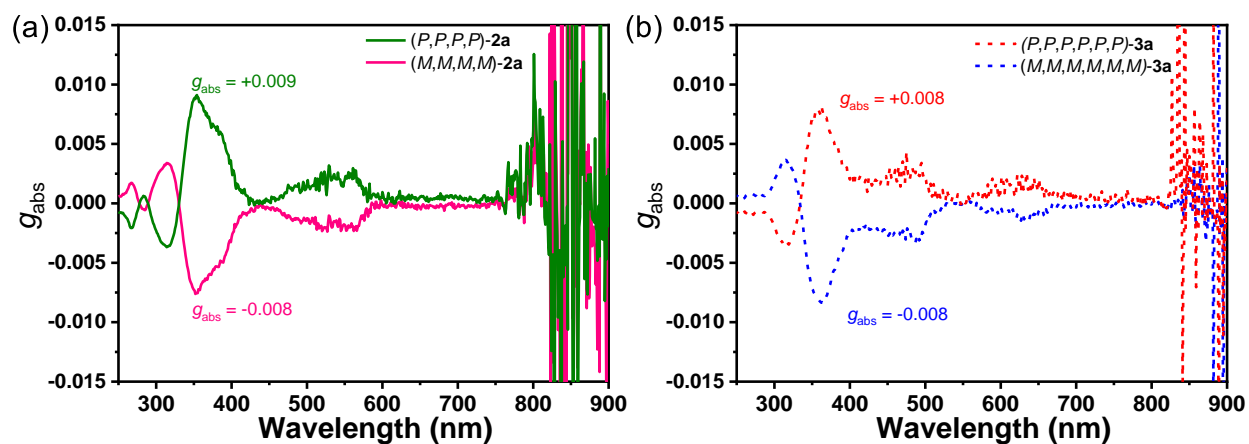 (a)
0.015
0.010
0.005
0.000
-0.005
-0.010
-0.015
gabs
(P,P,P,P)-2a
(M,M,M,M)-2a
gabs = +0.009
gabs = -0.008
300 400 500 600 700 800 900
Wavelength (nm)
(b)
0.015
0.010
0.005
0.000
-0.005
-0.010
-0.015
gabs
(P,P,P,P,P,P)-3a
(M,M,M,M,M,M)-3a
gabs = +0.008
gabs = -0.008
300 400 500 600 700 800 900
Wavelength (nm)